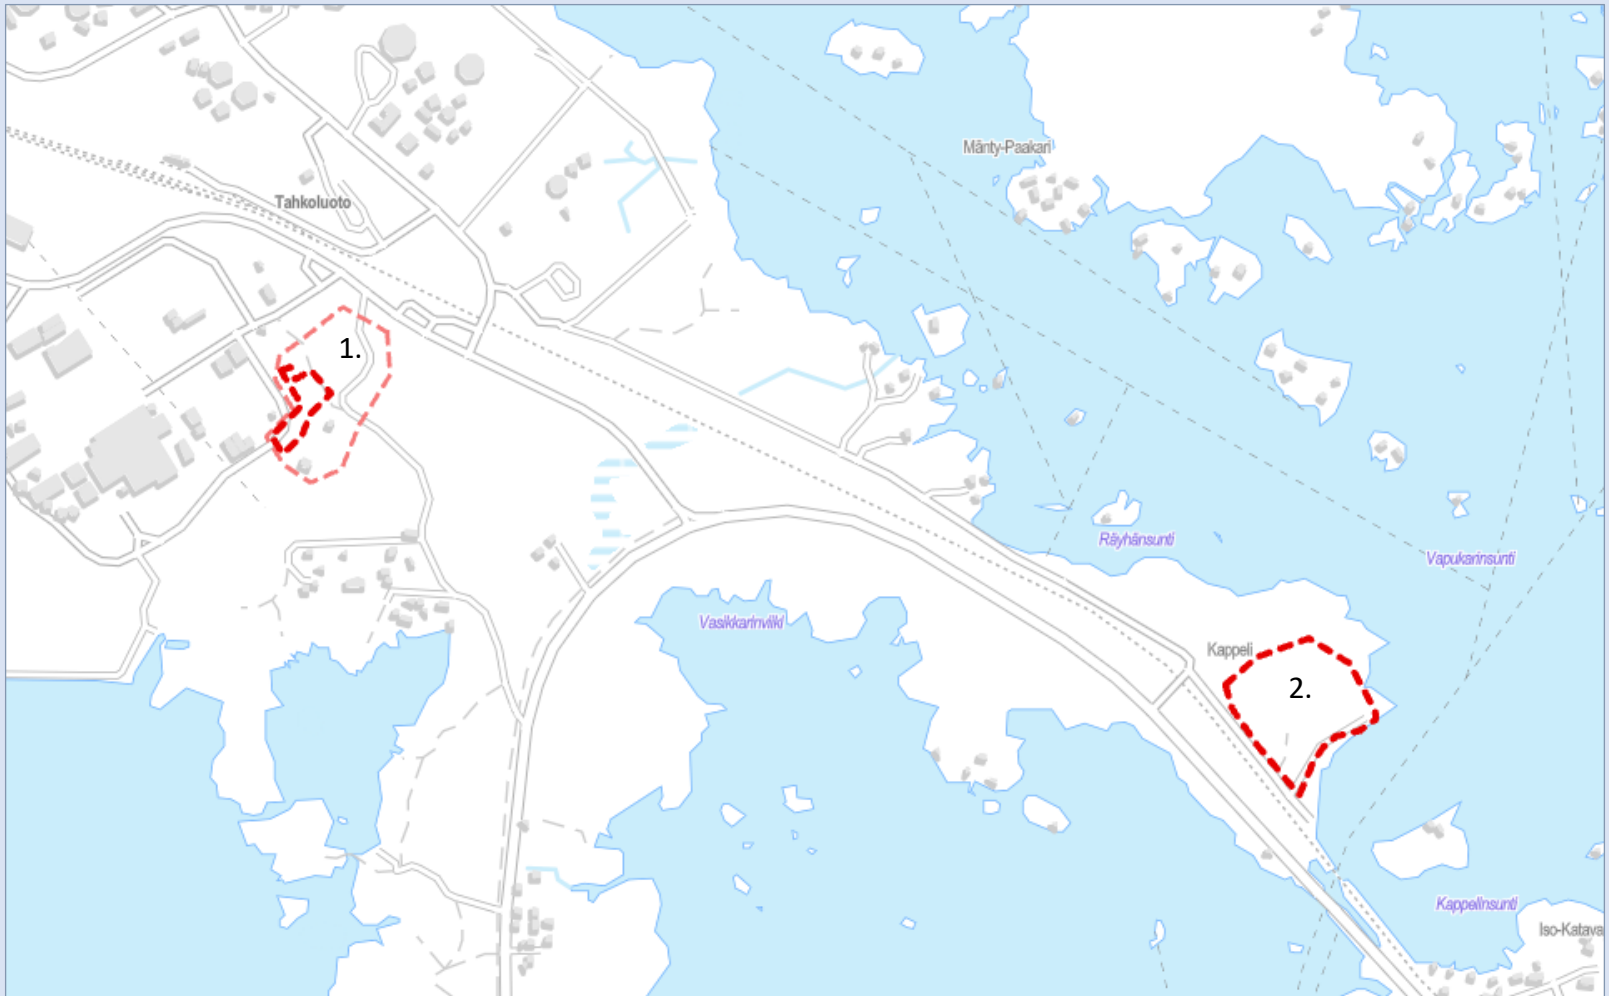 Mänty-Paakari
Tahkoluoto
1.
Räyhänsunti
Vapukarinsunti
Vasikkarinviiki
Kappeli
2.
Kappelinsunti
Iso-Katava